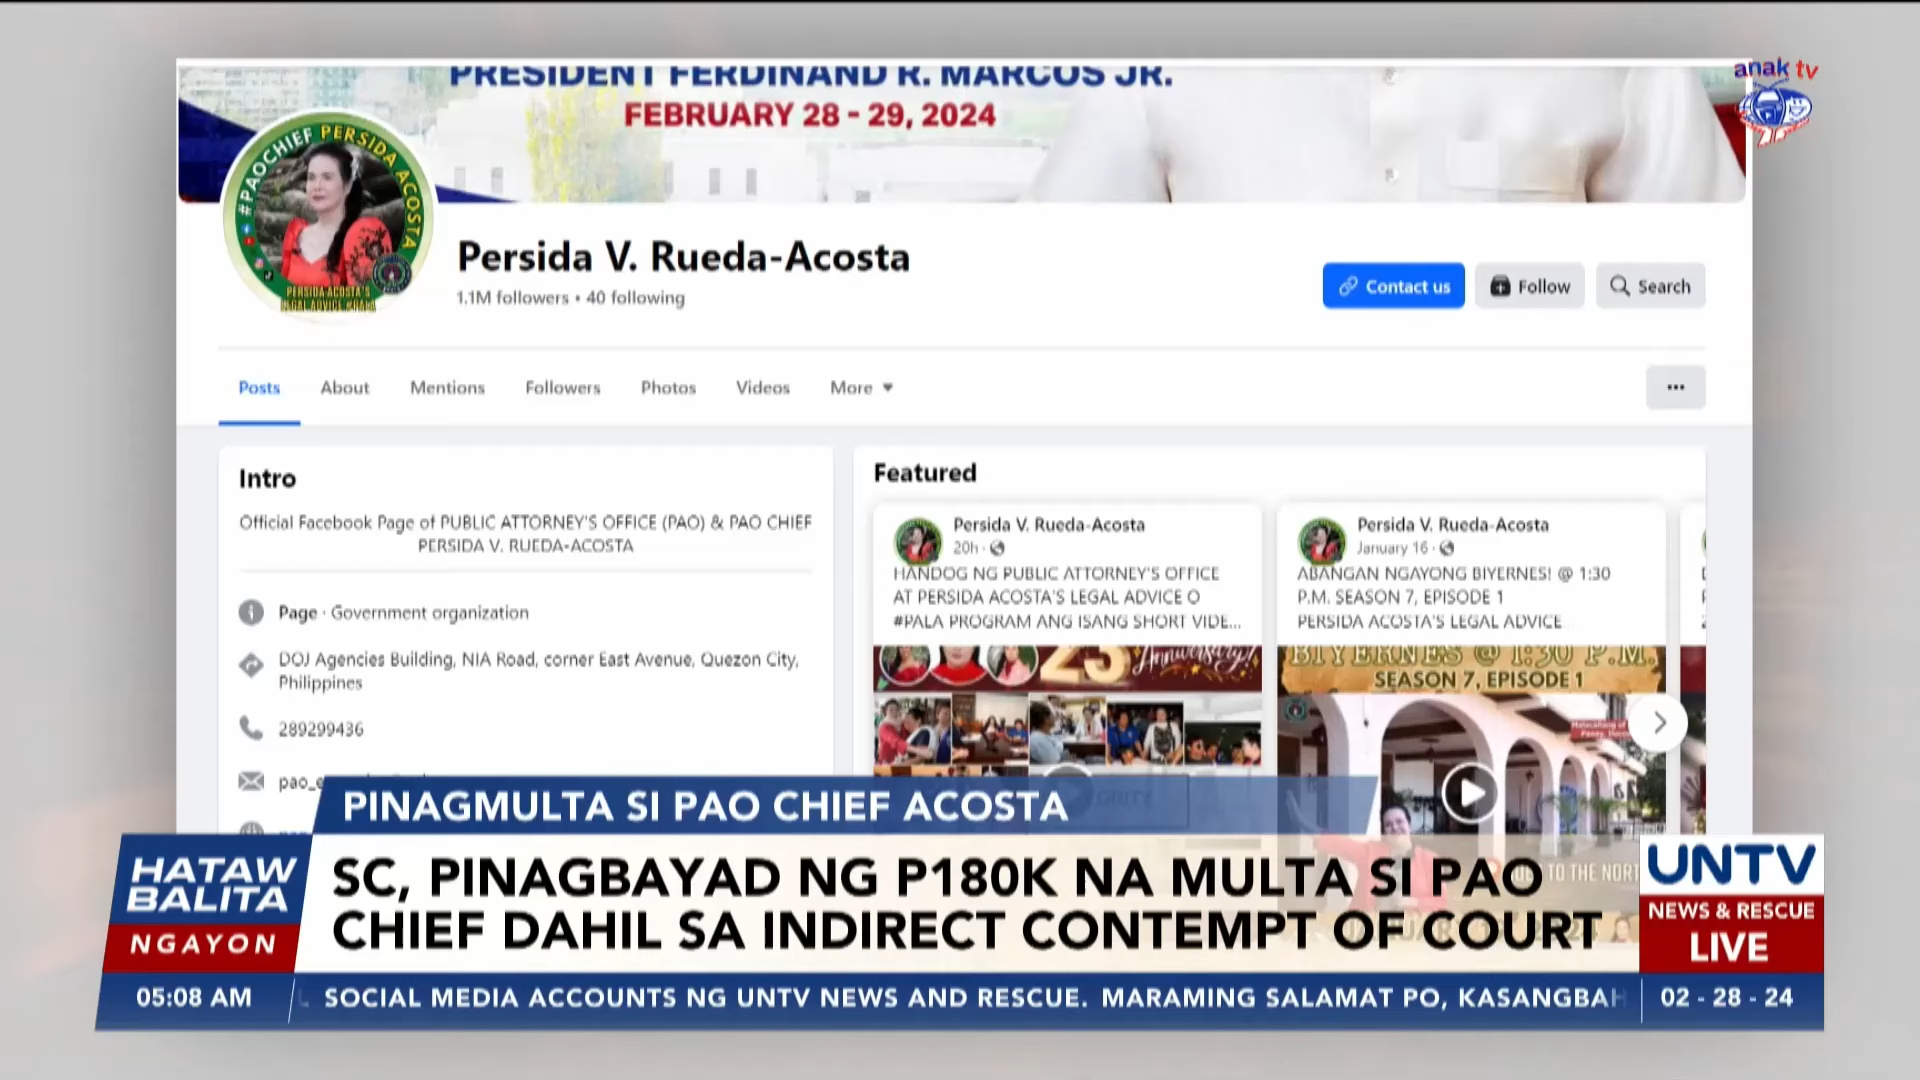 PRESIDENT FERDINAND R. MARCOS JR.
FEBRUARY 28 - 29, 2024
anak tv
#PAOCHIEF PERSIDA ACOSTA
PERSIDA ACOSTA'S
LEGAL ADVICE
Persida V. Rueda-Acosta
1.1M followers • 40 following
Contact us
Follow
Search
Posts
About
Mentions
Followers
Photos
Videos
More
Intro
Official Facebook Page of PUBLIC ATTORNEY'S OFFICE (PAO) & PAO CHIEF
PERSIDA V. RUEDA-ACOSTA
Page · Government organization
DOJ Agencies Building, NIA Road, corner East Avenue, Quezon City,
Philippines
289299436
Featured
Persida V. Rueda-Acosta
20h ·
HANDOG NG PUBLIC ATTORNEY'S OFFICE
AT PERSIDA ACOSTA'S LEGAL ADVICE O
#PALA PROGRAM ANG ISANG SHORT VIDE...
23 Anniversary!
Persida V. Rueda-Acosta
January 16 ·
ABANGAN NGAYONG BIYERNES! @ 1:30
P.M. SEASON 7, EPISODE 1
PERSIDA ACOSTA'S LEGAL ADVICE
BIYERNES @ 1:30 P.M.
SEASON 7, EPISODE 1
TO THE NORT
PINAGMULTA SI PAO CHIEF ACOSTA
HATAW
BALITA
NGAYON
SC, PINAGBAYAD NG P180K NA MULTA SI PAO
CHIEF DAHIL SA INDIRECT CONTEMPT OF COURT
UNTV
NEWS & RESCUE
LIVE
05:08 AM
SOCIAL MEDIA ACCOUNTS NG UNTV NEWS AND RESCUE. MARAMING SALAMAT PO, KASANGBAH
02 - 28 - 24